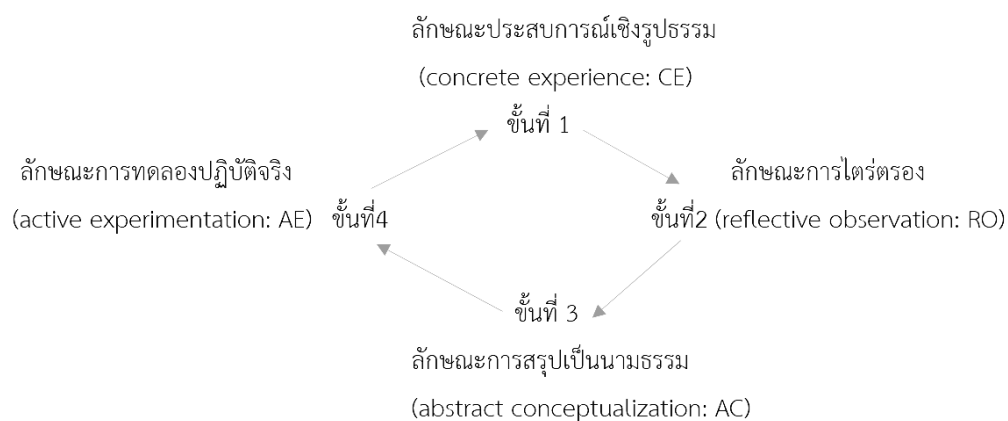 ลักษณะประสบการณ์เชิงรูปธรรม
(concrete experience: CE)
ขั้นที่ 1
ลักษณะการทดลองปฏิบัติจริง
(active experimentation: AE) ขั้นที่4
ลักษณะการไตร่ตรอง
ขั้นที่2 (reflective observation: RO)
ขั้นที่ 3
ลักษณะการสรุปเป็นนามธรรม
(abstract conceptualization: AC)